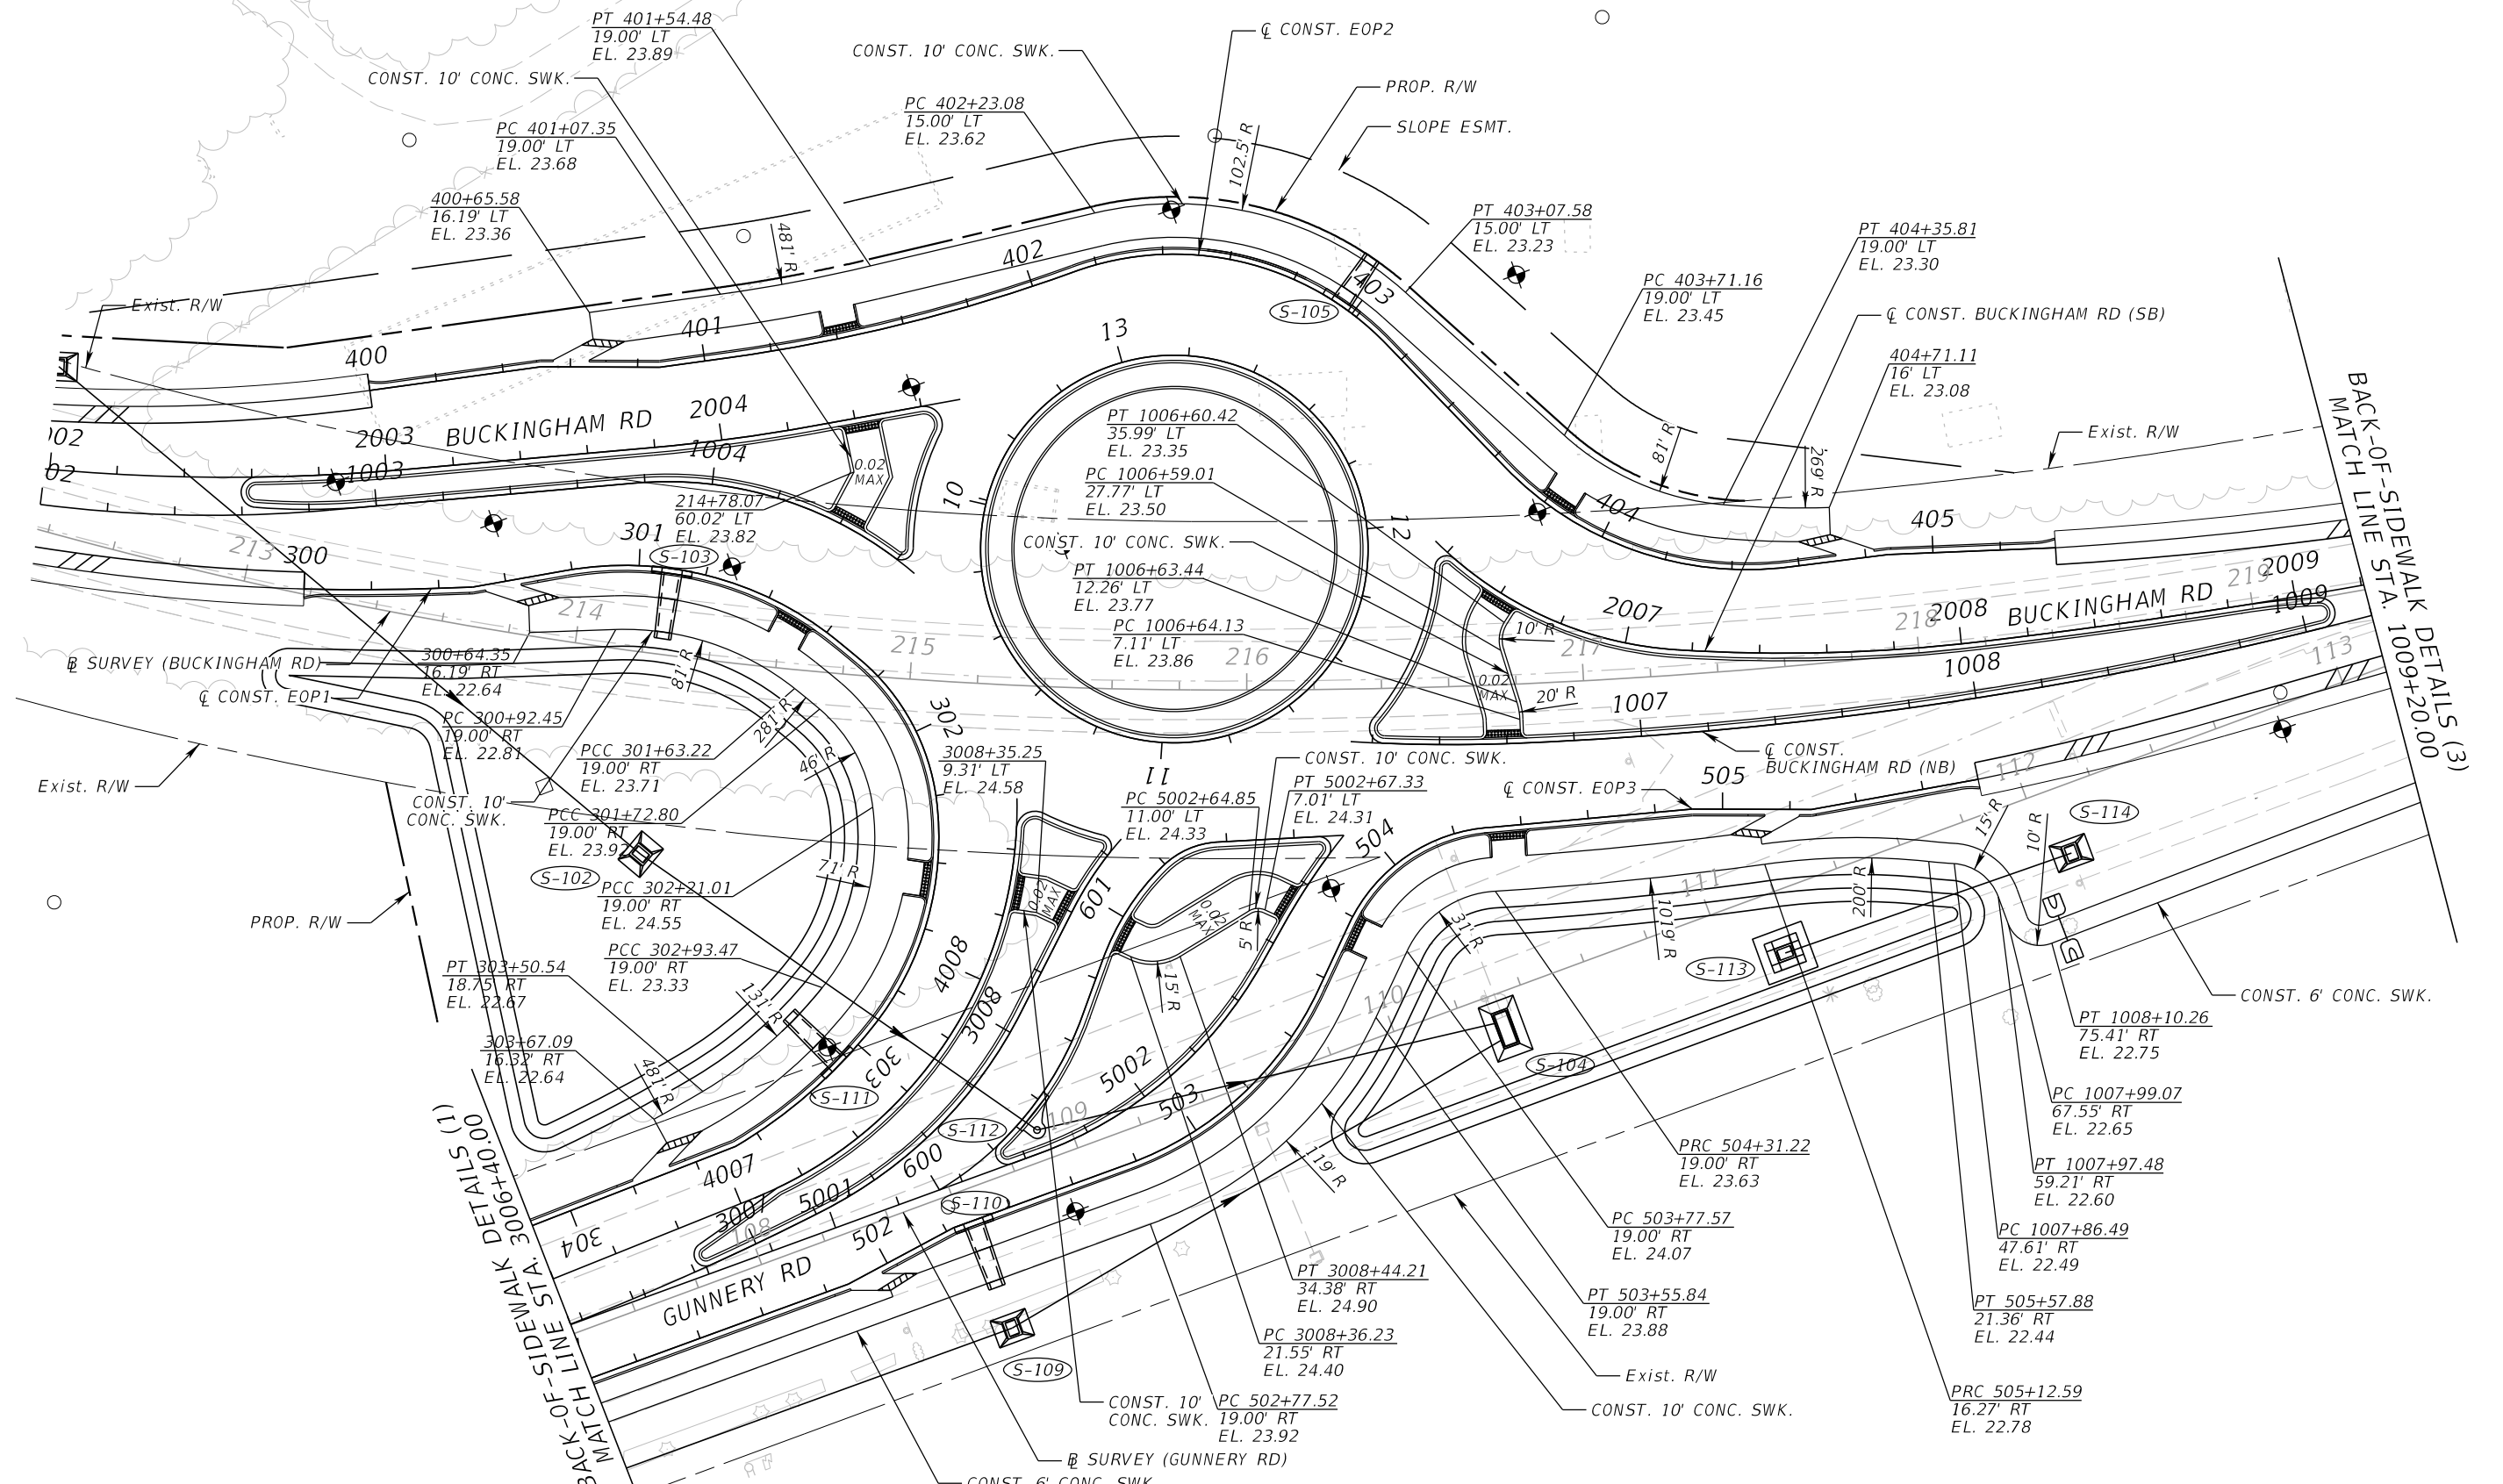 PT 401+54.48
19.00' LT
EL. 23.89
CONST. 10' CONC. SWK.
PC 401+07.35
19.00' LT
EL. 23.68
400+65.58
16.19' LT
EL. 23.36
CONST. 10' CONC. SWK.
PC 402+23.08
15.00' LT
EL. 23.62
℄ CONST. EOP2
PROP. R/W
SLOPE ESMT.
102.5' R
481' R
PT 403+07.58
15.00' LT
EL. 23.23
PC 403+71.16
19.00' LT
EL. 23.45
PT 404+35.81
19.00' LT
EL. 23.30
℄ CONST. BUCKINGHAM RD (SB)
404+71.11
16' LT
EL. 23.08
Exist. R/W
81' R
269' R
BACK-OF-SIDEWALK DETAILS (3)
MATCH LINE STA. 1009+20.00
Exist. R/W
400
401
402
403
404
405
S-105
13
10
12
11
BUCKINGHAM RD
2003
2004
1003
1004
0.02
MAX
214+78.07
60.02' LT
EL. 23.82
PT 1006+60.42
35.99' LT
EL. 23.35
PC 1006+59.01
27.77' LT
EL. 23.50
CONST. 10' CONC. SWK.
PT 1006+63.44
12.26' LT
EL. 23.77
PC 1006+64.13
7.11' LT
EL. 23.86
10' R
20' R
0.02
MAX
2007
2008
2009
BUCKINGHAM RD
1007
1008
1009
213
214
215
216
217
218
219
300
301
302
303
304
S-103
℄ SURVEY (BUCKINGHAM RD)
℄ CONST. EOP1
300+64.35
16.19' RT
EL. 22.64
PC 300+92.45
19.00' RT
EL. 22.81
81' R
281' R
46' R
71' R
131' R
481' R
PCC 301+63.22
19.00' RT
EL. 23.71
CONST. 10'
CONC. SWK.
PCC 301+72.80
19.00' RT
EL. 23.92
S-102
PCC 302+21.01
19.00' RT
EL. 24.55
PCC 302+93.47
19.00' RT
EL. 23.33
PT 303+50.54
18.75' RT
EL. 22.67
303+67.09
16.32' RT
EL. 22.64
Exist. R/W
PROP. R/W
3008+35.25
9.31' LT
EL. 24.58
PC 5002+64.85
11.00' LT
EL. 24.33
CONST. 10' CONC. SWK.
PT 5002+67.33
7.01' LT
EL. 24.31
℄ CONST. EOP3
℄ CONST.
BUCKINGHAM RD (NB)
504
505
113
112
111
110
109
108
S-114
S-113
S-104
S-111
S-112
S-110
S-109
0.02
MAX
0.02
MAX
5' R
15' R
31' R
1019' R
200' R
15' R
10' R
119' R
601
600
4008
4007
3008
3007
5002
5001
503
502
GUNNERY RD
BACK-OF-SIDEWALK DETAILS (1)
MATCH LINE STA. 3006+40.00
CONST. 6' CONC. SWK.
PT 1008+10.26
75.41' RT
EL. 22.75
PC 1007+99.07
67.55' RT
EL. 22.65
PT 1007+97.48
59.21' RT
EL. 22.60
PC 1007+86.49
47.61' RT
EL. 22.49
PT 505+57.88
21.36' RT
EL. 22.44
PRC 505+12.59
16.27' RT
EL. 22.78
PRC 504+31.22
19.00' RT
EL. 23.63
PC 503+77.57
19.00' RT
EL. 24.07
PT 503+55.84
19.00' RT
EL. 23.88
Exist. R/W
CONST. 10' CONC. SWK.
PT 3008+44.21
34.38' RT
EL. 24.90
PC 3008+36.23
21.55' RT
EL. 24.40
CONST. 10'
CONC. SWK.
PC 502+77.52
19.00' RT
EL. 23.92
℄ SURVEY (GUNNERY RD)
CONST. 6' CONC. SWK.